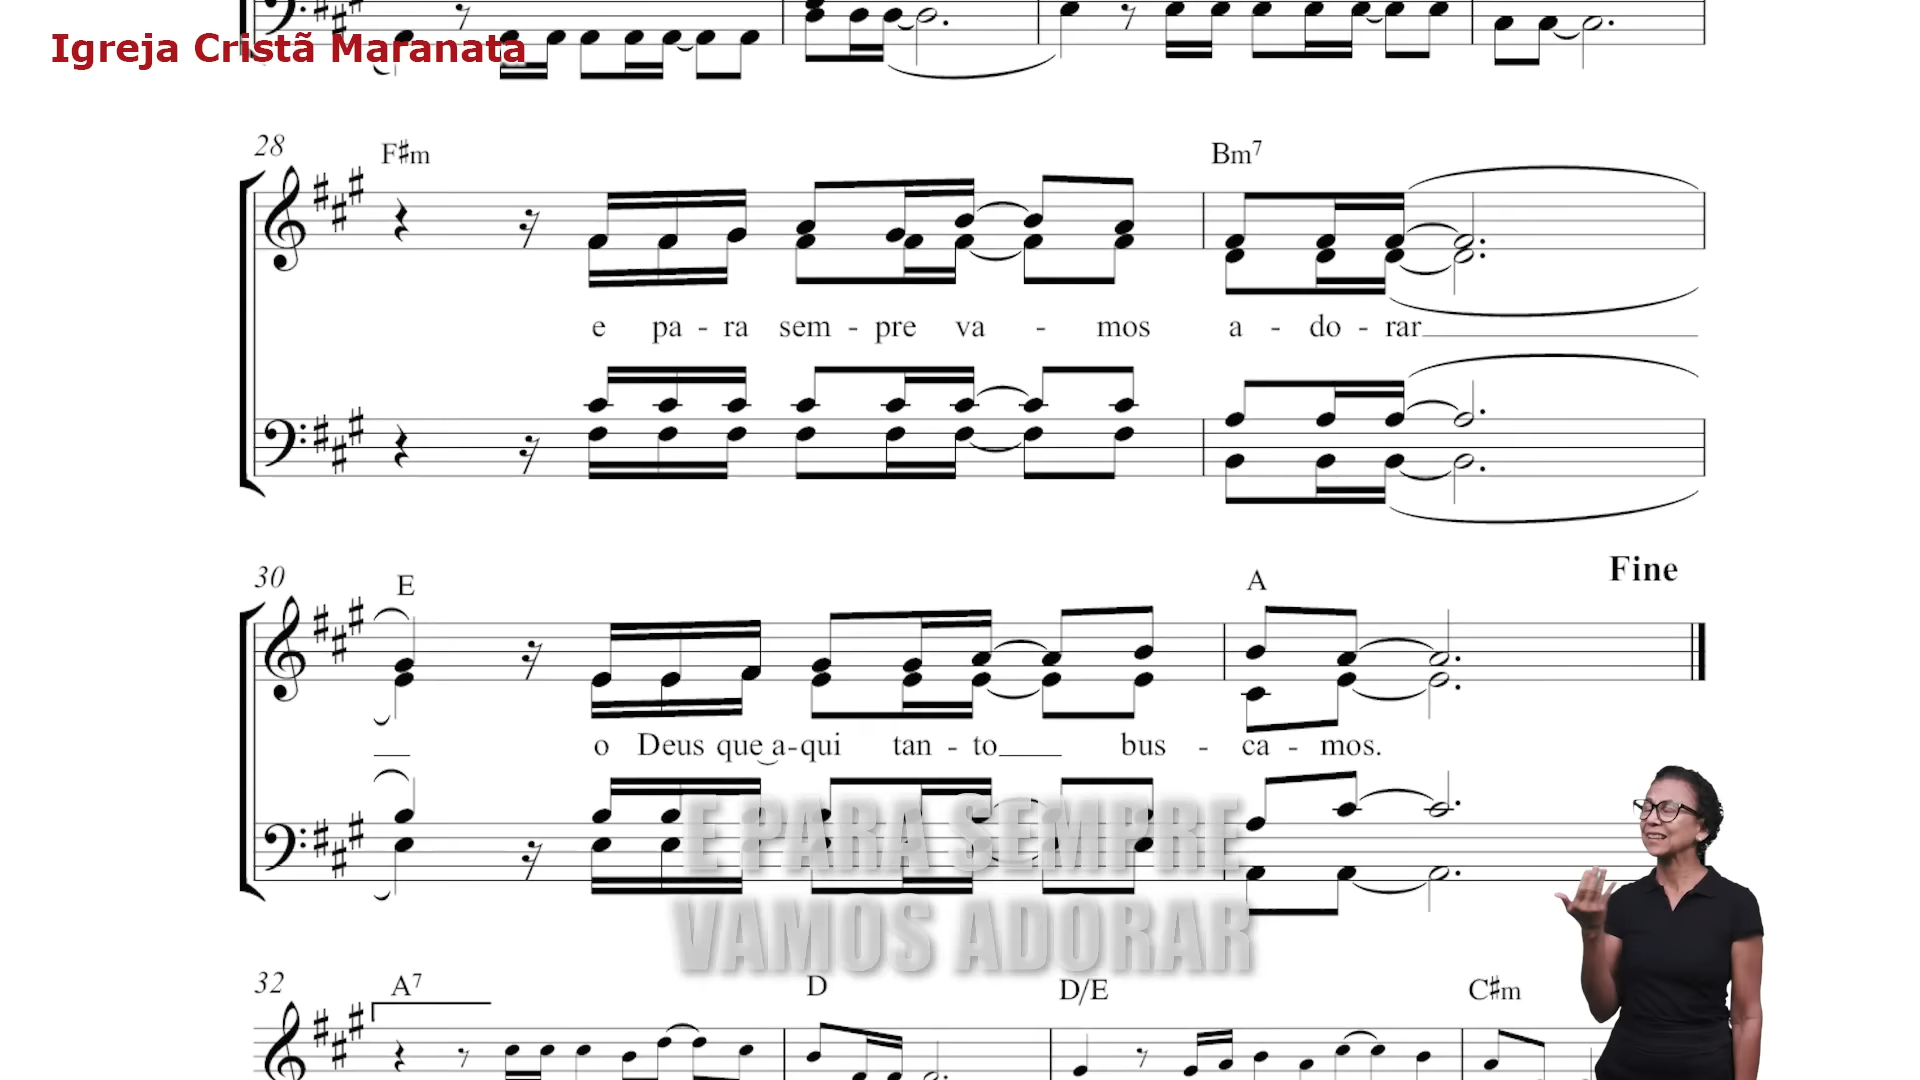 Igreja Cristã Maranata
28
F#m Bm7
e pa - ra sem - pre va - mos a - do - rar
30
E A Fine
o Deus que a-qui tan - to bus - ca - mos.
E PARA SEMPRE
VAMOS ADORAR
32
A7 D D/E C#m